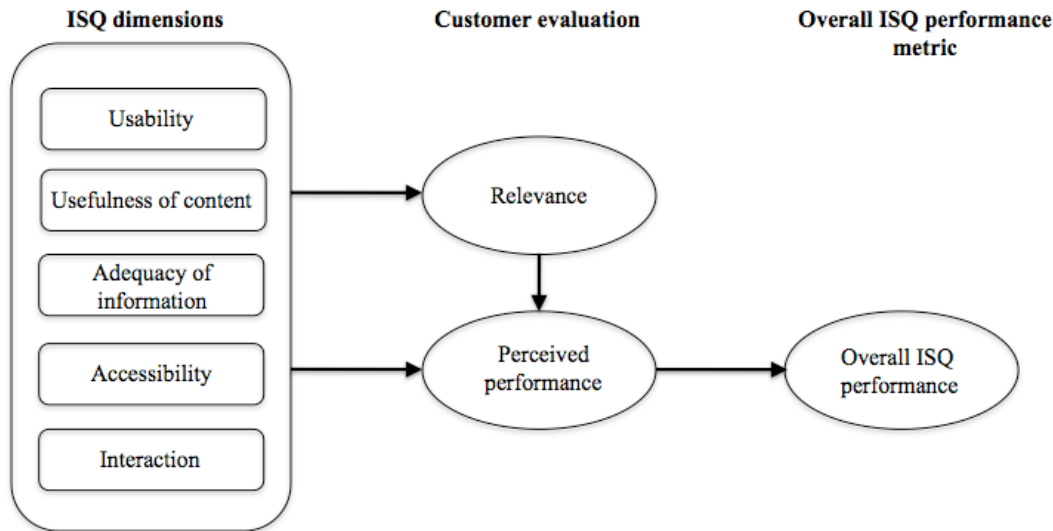 ISQ dimensions
Customer evaluation
Overall ISQ performance
metric
Usability
Usefulness of content
Adequacy of
information
Accessibility
Interaction
Relevance
Perceived
performance
Overall ISQ
performance